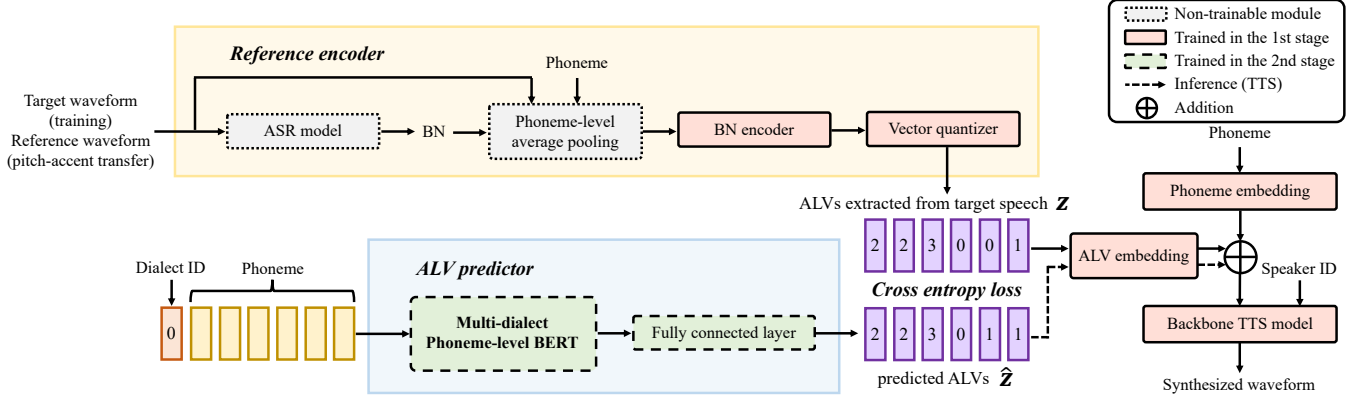 Non-trainable module
Trained in the 1st stage
Trained in the 2nd stage
Inference (TTS)
Addition
Reference encoder
Phoneme
Target waveform
(training)
Reference waveform
(pitch-accent transfer)
ASR model
BN
Phoneme-level
average pooling
BN encoder
Vector quantizer
Phoneme
Phoneme embedding
ALVs extracted from target speech z
2 2 3 0 0 1
ALV embedding
Speaker ID
Dialect ID
Phoneme
ALV predictor
Cross entropy loss
0
Multi-dialect
Phoneme-level BERT
Fully connected layer
2 2 3 0 1 1
Backbone TTS model
predicted ALVs ẑ
Synthesized waveform